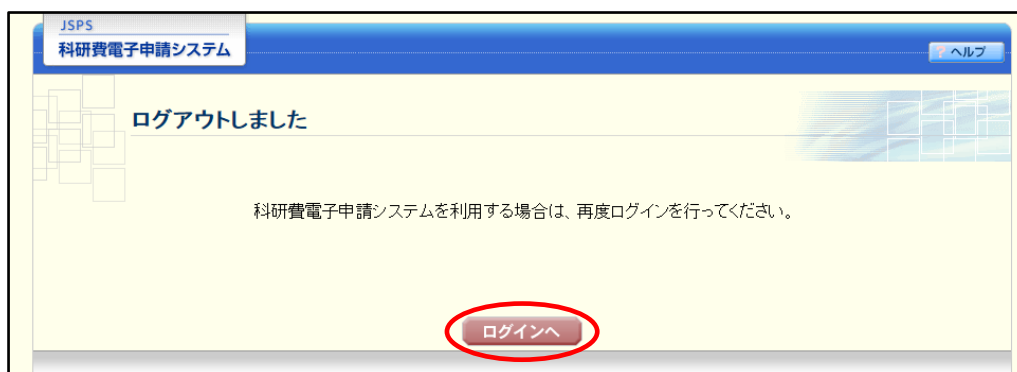 JSPS
科研費電子申請システム
? ヘルプ
ログアウトしました
科研費電子申請システムを利用する場合は、再度ログインを行ってください。
ログインへ